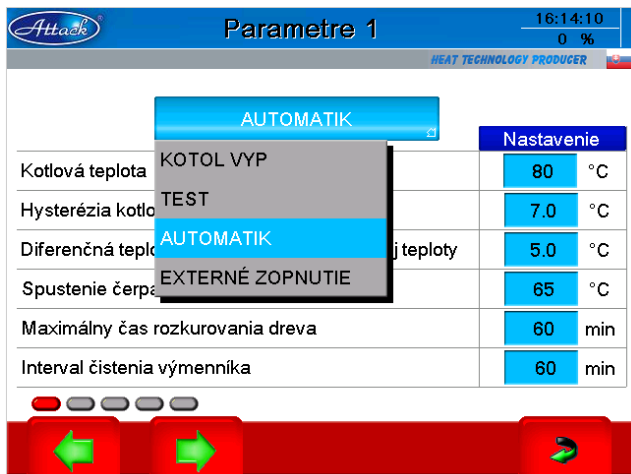 Attack
Parametre 1
16:14:10
0 %
HEAT TECHNOLOGY PRODUCER
AUTOMATIK
Nastavenie
KOTOL VYP
TEST
AUTOMATIK
EXTERNÉ ZOPNUTIE
Kotlová teplota 80 °C
Hysterézia kotlo 7.0 °C
Diferenčná teplo j teploty 5.0 °C
Spustenie čerpa 65 °C
Maximálny čas rozkurovania dreva 60 min
Interval čistenia výmenníka 60 min